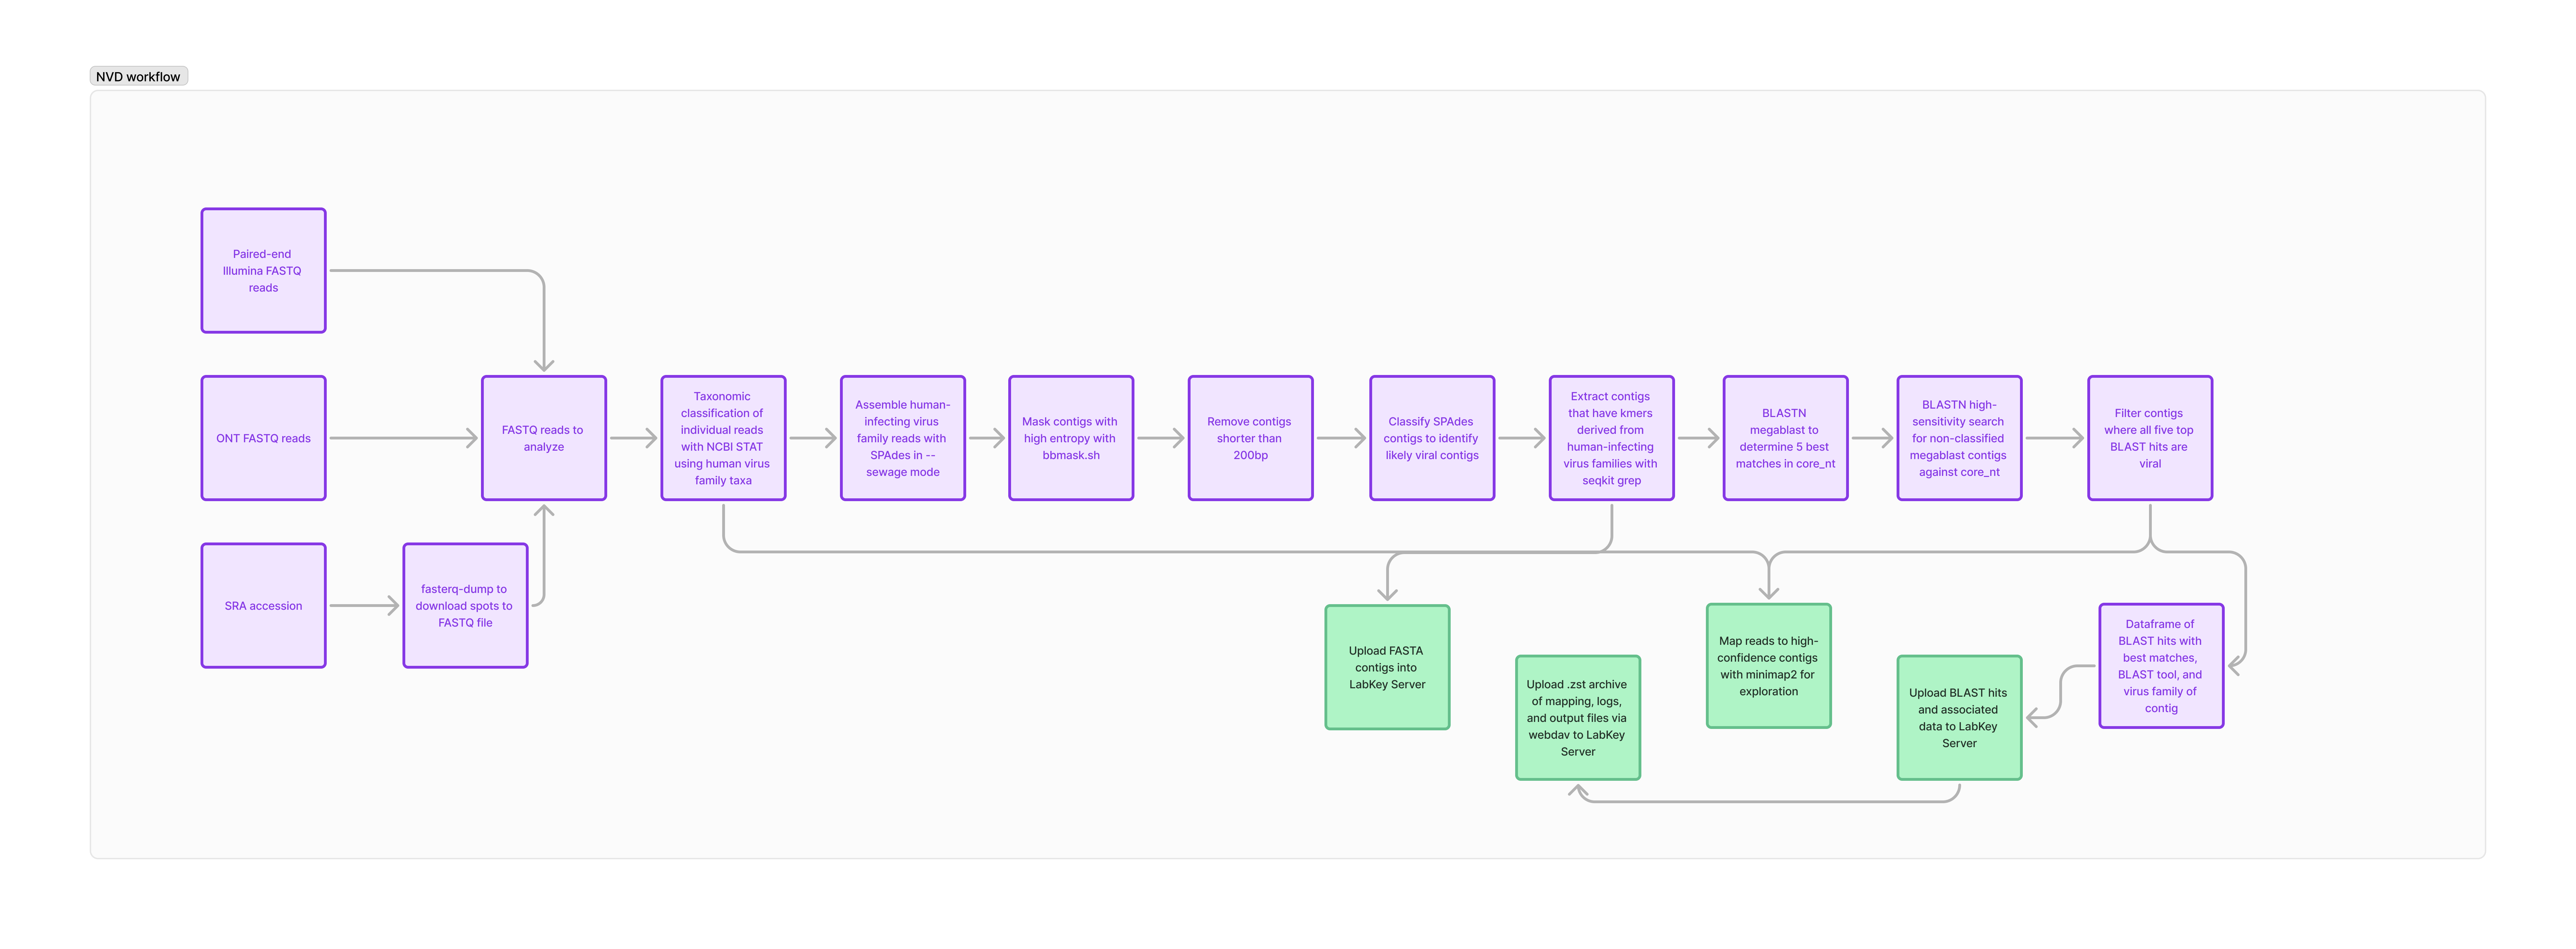 NVD workflow
Paired-end
Illumina FASTQ
reads
ONT FASTQ reads
SRA accession
fasterq-dump to
download spots to
FASTQ file
FASTQ reads to
analyze
Taxonomic
classification of
individual reads
with NCBI STAT
using human virus
family taxa
Assemble human-
infecting virus
family reads with
SPAdes in --
sewage mode
Mask contigs with
high entropy with
bbmask.sh
Remove contigs
shorter than
200bp
Classify SPAdes
contigs to identify
likely viral contigs
Extract contigs
that have kmers
derived from
human-infecting
virus families with
seqkit grep
BLASTN
megablast to
determine 5 best
matches in core_nt
BLASTN high-
sensitivity search
for non-classified
megablast contigs
against core_nt
Filter contigs
where all five top
BLAST hits are
viral
Upload FASTA
contigs into
LabKey Server
Upload .zst archive
of mapping, logs,
and output files via
webdav to LabKey
Server
Map reads to high-
confidence contigs
with minimap2 for
exploration
Upload BLAST hits
and associated
data to LabKey
Server
Dataframe of
BLAST hits with
best matches,
BLAST tool, and
virus family of
contig